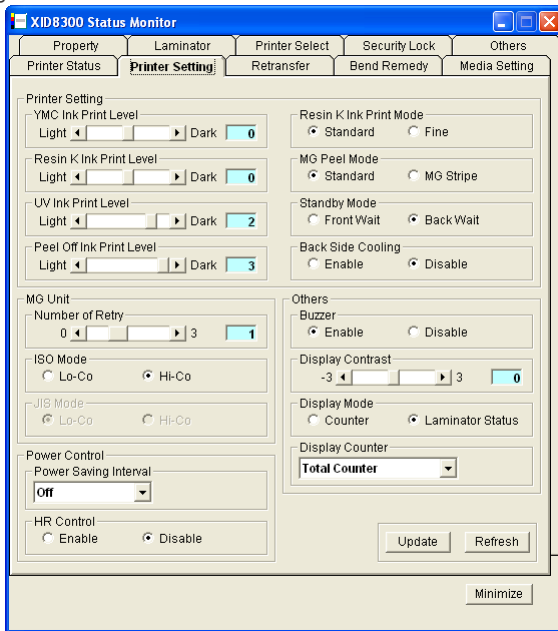 XID8300 Status Monitor
Property Laminator Printer Select Security Lock Others
Printer Status Printer Setting Retransfer Bend Remedy Media Setting
Printer Setting
YMC Ink Print Level
Light Dark 0
Resin K Ink Print Level
Light Dark 0
UV Ink Print Level
Light Dark 2
Peel Off Ink Print Level
Light Dark 3
Resin K Ink Print Mode
Standard Fine
MG Peel Mode
Standard MG Stripe
Standby Mode
Front Wait Back Wait
Back Side Cooling
Enable Disable
MG Unit
Number of Retry
0 3 1
ISO Mode
Lo-Co Hi-Co
JIS Mode
Lo-Co Hi-Co
Power Control
Power Saving Interval
Off
HR Control
Enable Disable
Others
Buzzer
Enable Disable
Display Contrast
-3 3 0
Display Mode
Counter Laminator Status
Display Counter
Total Counter
Update Refresh
Minimize